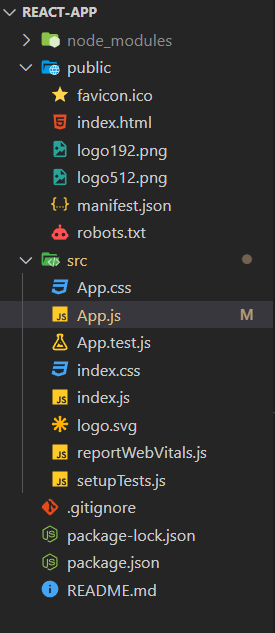 REACT-APP
node_modules
public
favicon.ico
index.html
logo192.png
logo512.png
manifest.json
robots.txt
src
App.css
App.js M
App.test.js
index.css
index.js
logo.svg
reportWebVitals.js
setupTests.js
.gitignore
package-lock.json
package.json
README.md